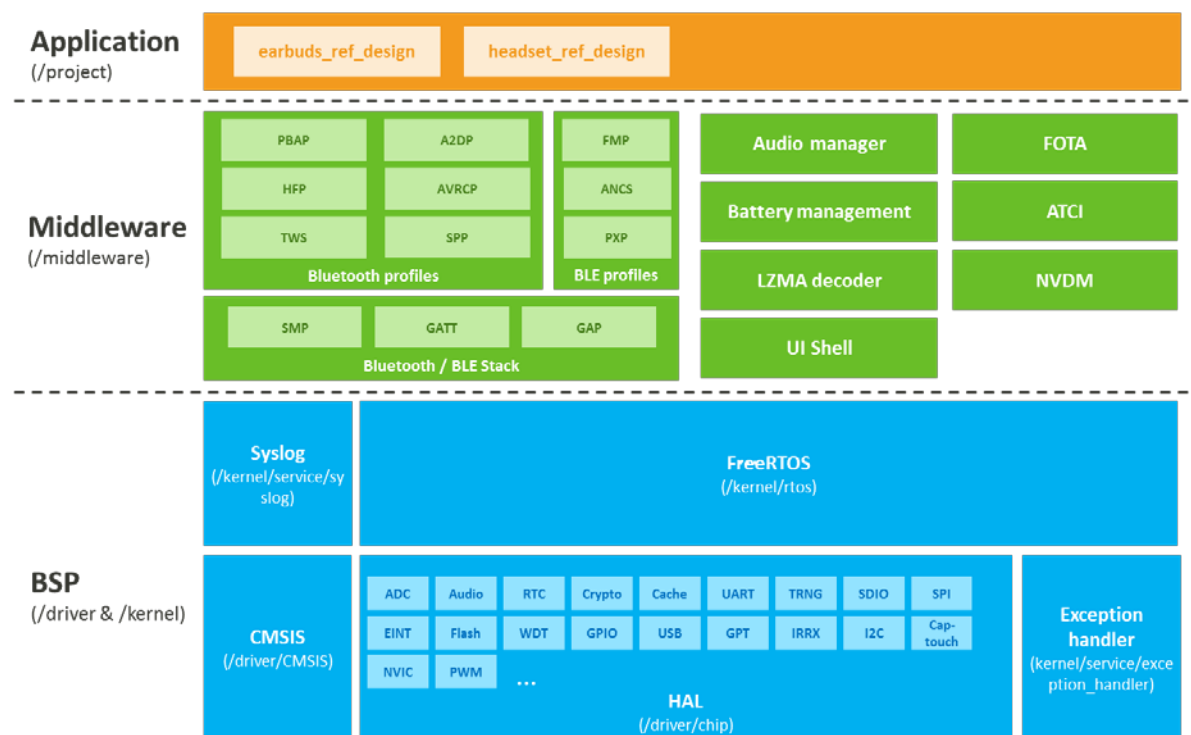 Application
(/project)
earbuds_ref_design
headset_ref_design
Middleware
(/middleware)
PBAP
A2DP
HFP
AVRCP
TWS
SPP
Bluetooth profiles
FMP
ANCS
PXP
BLE profiles
SMP
GATT
GAP
Bluetooth / BLE Stack
Audio manager
FOTA
Battery management
ATCI
LZMA decoder
NVDM
UI Shell
BSP
(/driver & /kernel)
Syslog
(/kernel/service/sy
slog)
FreeRTOS
(/kernel/rtos)
CMSIS
(/driver/CMSIS)
ADC
Audio
RTC
Crypto
Cache
UART
TRNG
SDIO
SPI
EINT
Flash
WDT
GPIO
USB
GPT
IRRX
I2C
Cap-
touch
NVIC
PWM
...
HAL
(/driver/chip)
Exception
handler
(kernel/service/exce
ption_handler)